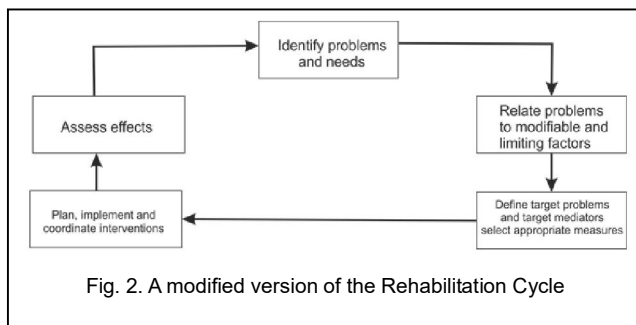 Identify problems
and needs
Relate problems
to modifiable and
limiting factors
Define target problems
and target mediators
select appropriate measures
Plan, implement and
coordinate interventions
Assess effects
Fig. 2. A modified version of the Rehabilitation Cycle